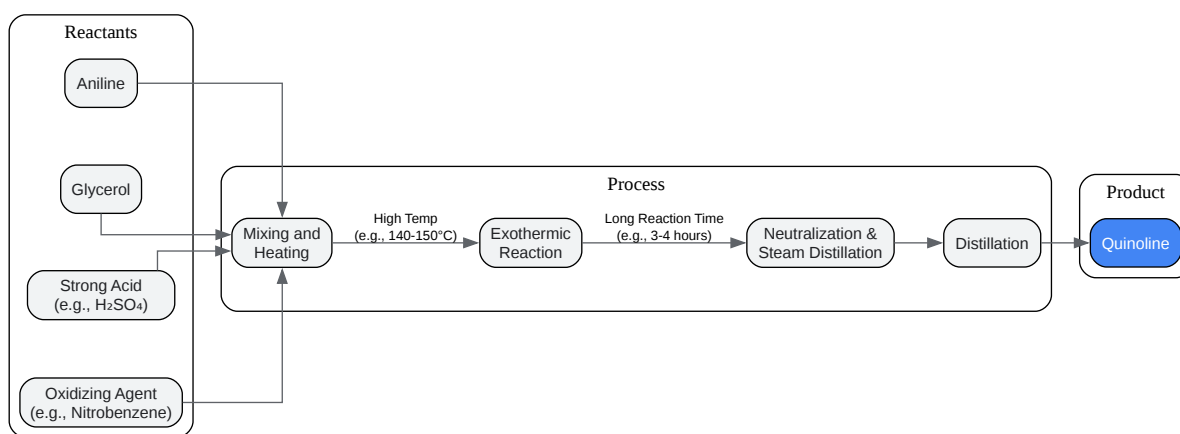 Reactants
Aniline
Glycerol
Strong Acid
(e.g., H₂SO₄)
Oxidizing Agent
(e.g., Nitrobenzene)
Process
Mixing and
Heating
High Temp
(e.g., 140-150°C)
Exothermic
Reaction
Long Reaction Time
(e.g., 3-4 hours)
Neutralization &
Steam Distillation
Distillation
Product
Quinoline